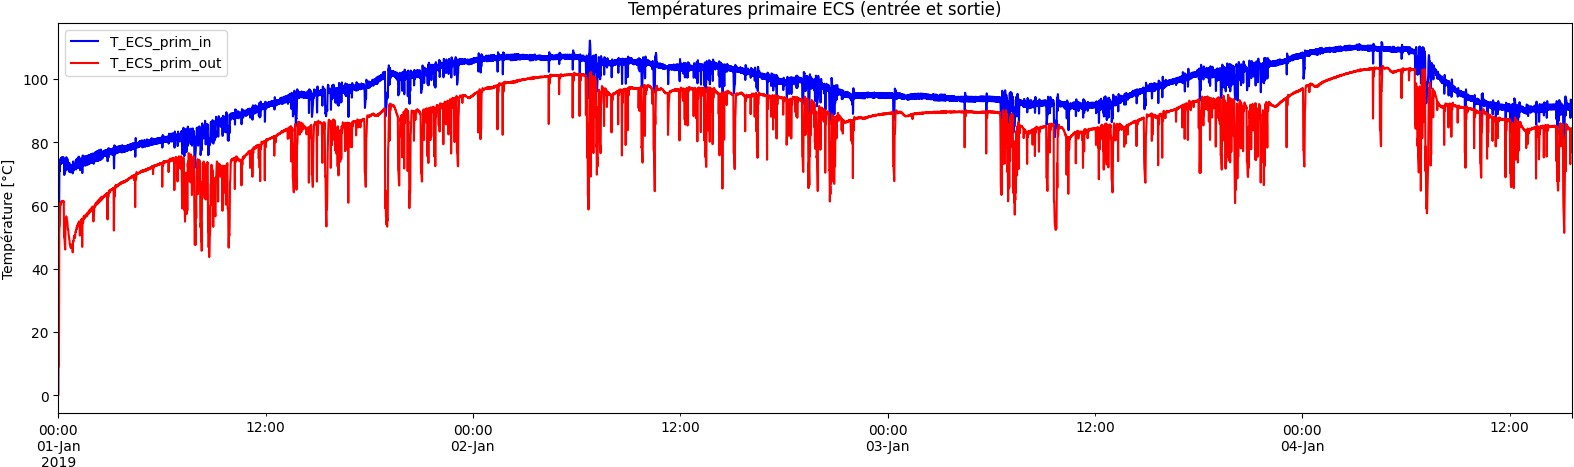 Températures primaire ECS (entrée et sortie)
T_ECS_prim_in
T_ECS_prim_out
Température [°C]
100
80
60
40
20
0
00:00 12:00 00:00 12:00 00:00 12:00 00:00 12:00
01-Jan 02-Jan 03-Jan 04-Jan
2019